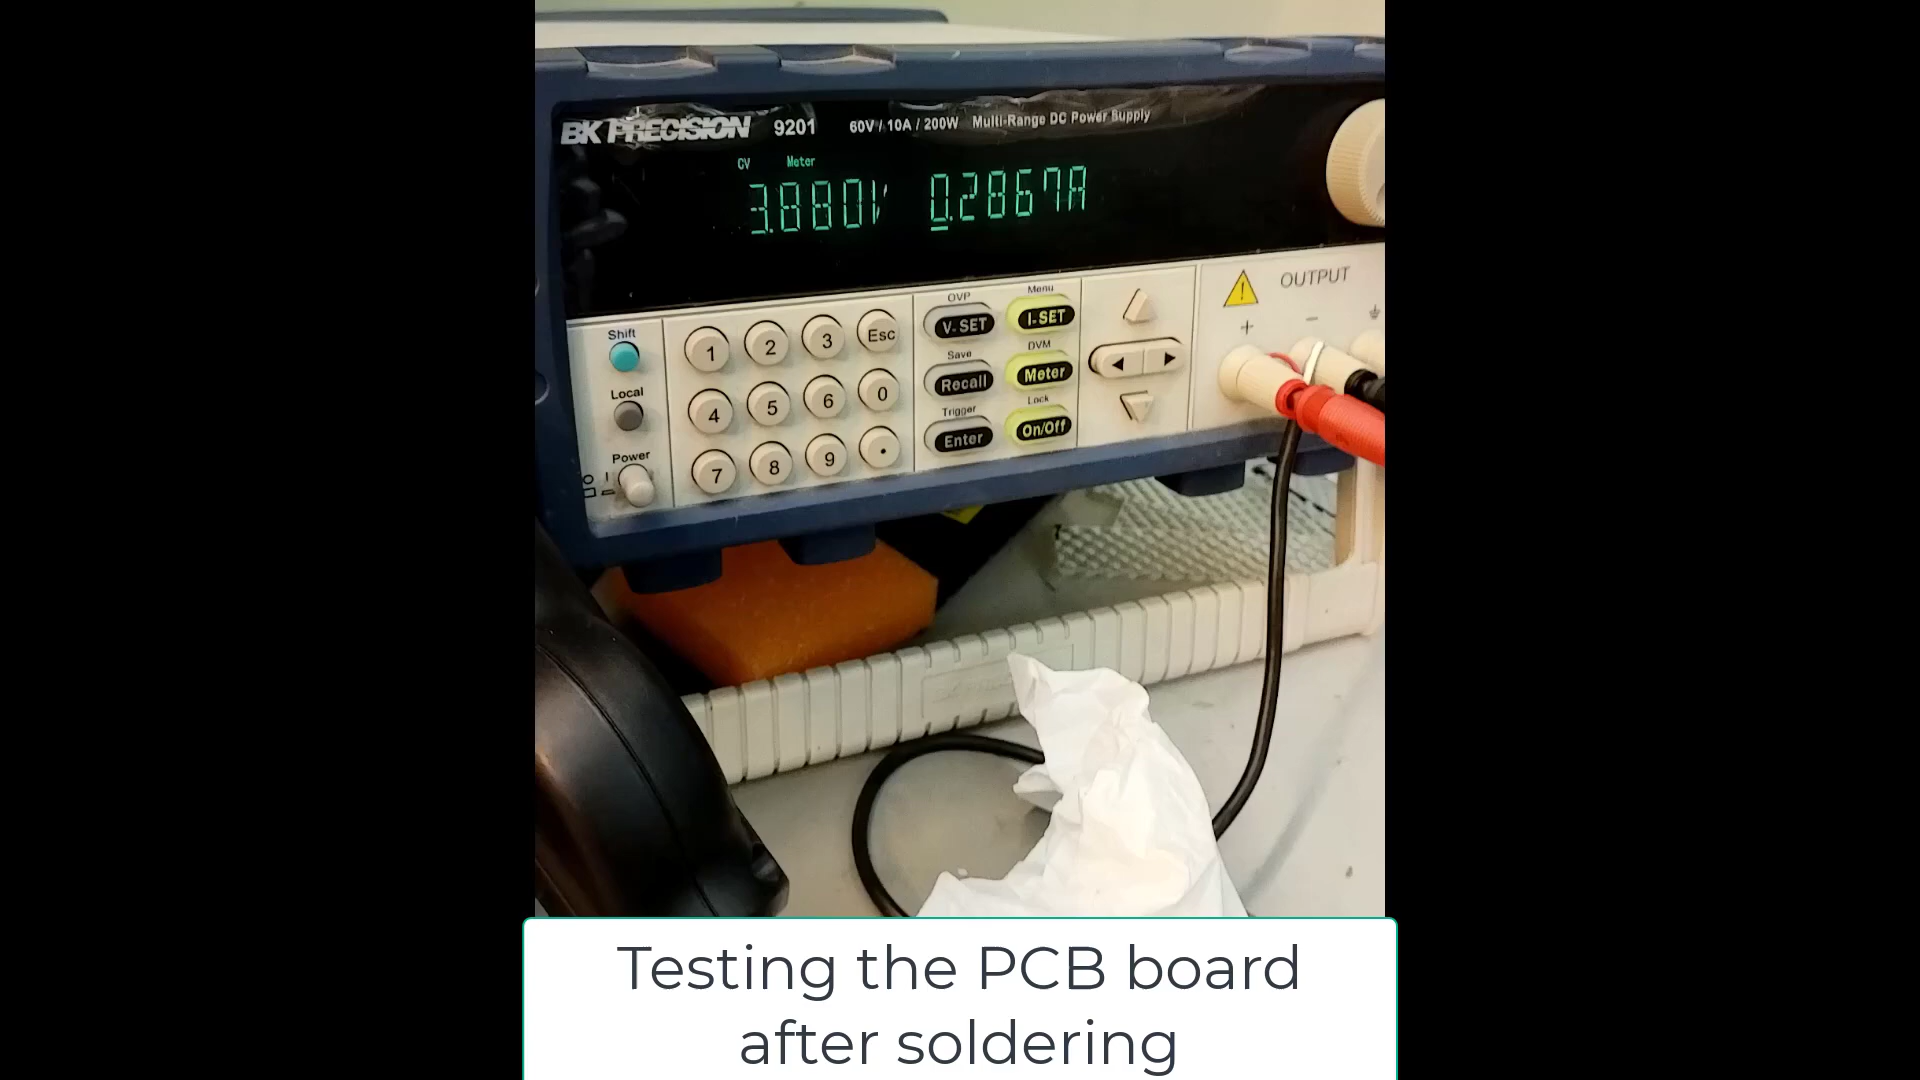 BK PRECISION 9201 60V / 10A / 200W Multi-Range DC Power Supply
CV Meter
3.880V 0.2867A
OUTPUT
+ −
Shift
Local
Power
1 2 3 Esc
4 5 6 0
7 8 9 .
OVP Menu
V-SET I-SET
Save DVM
Recall Meter
Trigger Lock
Enter On/Off
Testing the PCB board
after soldering